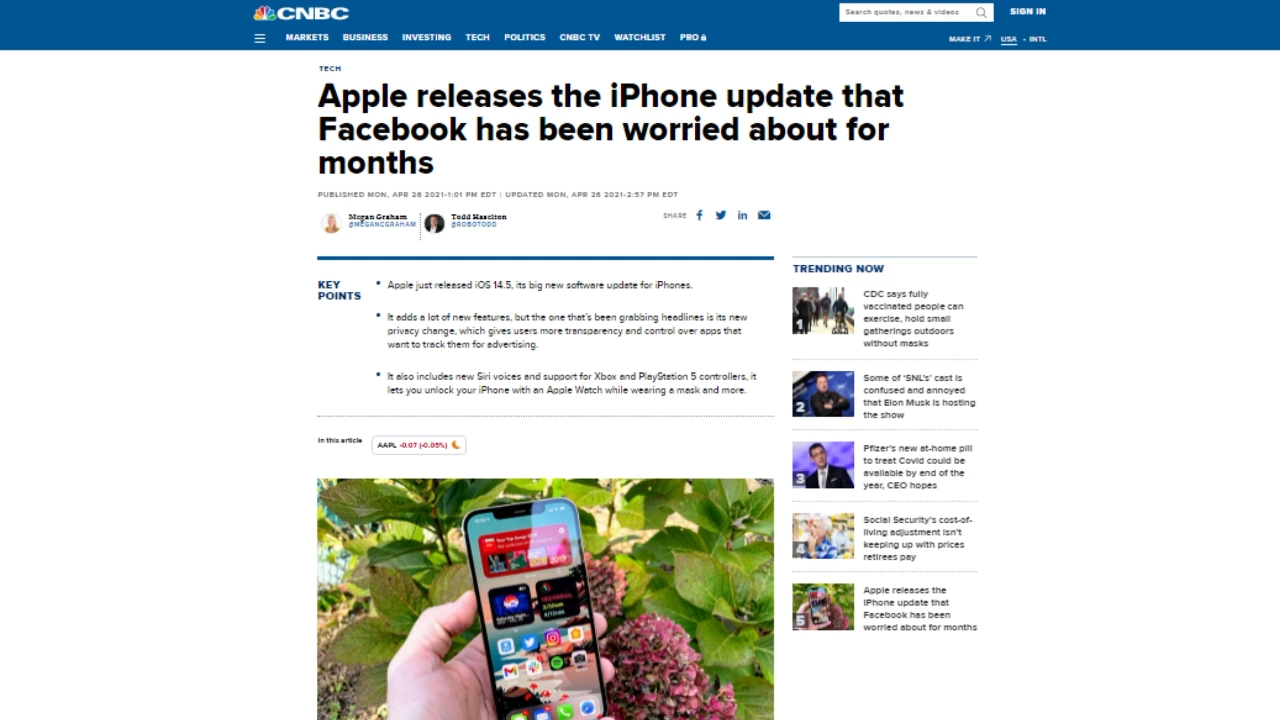 CNBC
Search quotes, news & videos
SIGN IN
MARKETS BUSINESS INVESTING TECH POLITICS CNBC TV WATCHLIST PRO
MAKE IT USA • INTL
TECH
Apple releases the iPhone update that
Facebook has been worried about for
months
PUBLISHED MON, APR 26 2021•1:01 PM EDT | UPDATED MON, APR 26 2021•2:57 PM EDT
Megan Graham
@MEGANCGRAHAM
Todd Haselton
@ROBOTODD
SHARE
KEY
POINTS
• Apple just released iOS 14.5, its big new software update for iPhones.
• It adds a lot of new features, but the one that's been grabbing headlines is its new
privacy change, which gives users more transparency and control over apps that
want to track them for advertising.
• It also includes new Siri voices and support for Xbox and PlayStation 5 controllers, it
lets you unlock your iPhone with an Apple Watch while wearing a mask and more.
In this article
AAPL -0.07 (-0.05%)
TRENDING NOW
1
CDC says fully
vaccinated people can
exercise, hold small
gatherings outdoors
without masks
2
Some of 'SNL's' cast is
confused and annoyed
that Elon Musk is hosting
the show
3
Pfizer's new at-home pill
to treat Covid could be
available by end of the
year, CEO hopes
4
Social Security's cost-of-
living adjustment isn't
keeping up with prices
retirees pay
5
Apple releases the
iPhone update that
Facebook has been
worried about for months